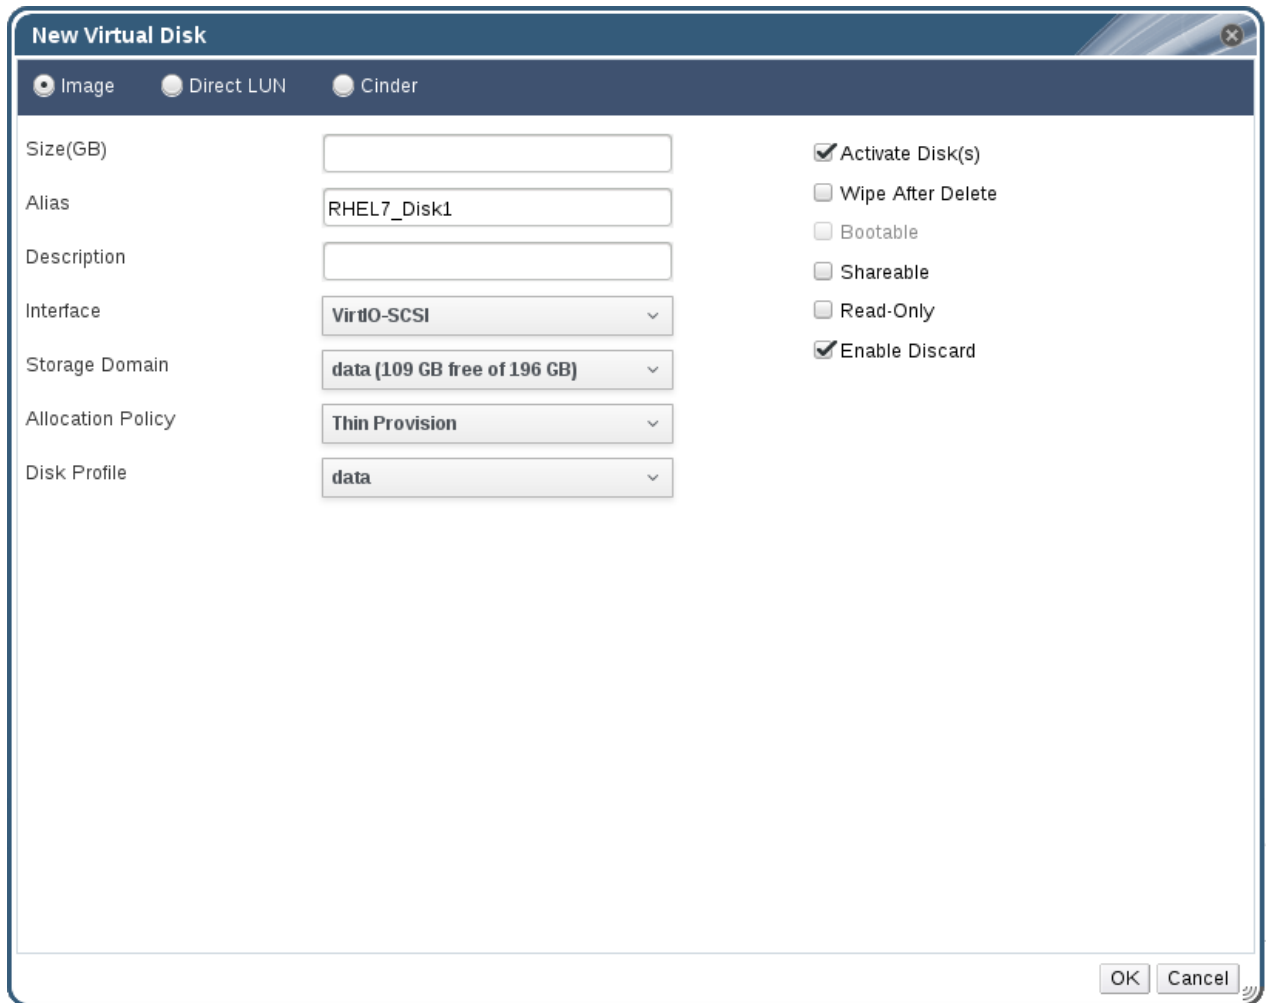 New Virtual Disk
Image Direct LUN Cinder
Size(GB)
Alias RHEL7_Disk1
Description
Interface VirtIO-SCSI
Storage Domain data (109 GB free of 196 GB)
Allocation Policy Thin Provision
Disk Profile data
Activate Disk(s)
Wipe After Delete
Bootable
Shareable
Read-Only
Enable Discard
OK Cancel